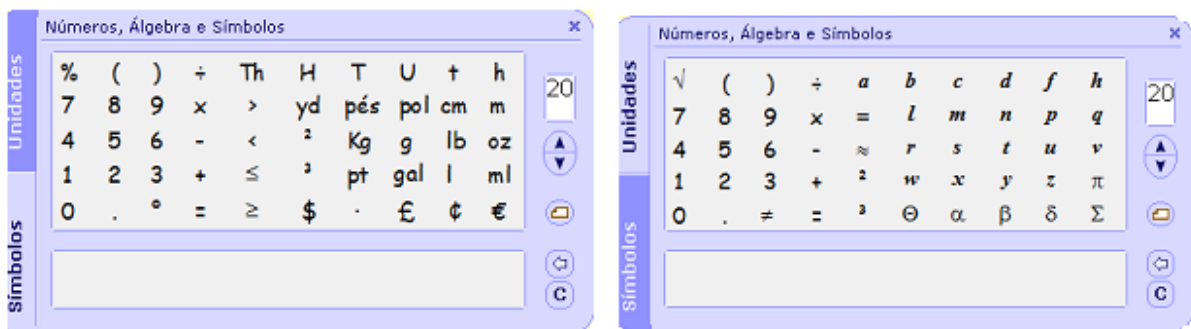 Números, Álgebra e Símbolos ×
Unidades
Símbolos
% ( ) ÷ Th H T U t h
7 8 9 x > yd pés pol cm m
4 5 6 - < ² Kg g lb oz
1 2 3 + ≤ ³ pt gal l ml
0 . ° = ≥ $ · £ ¢ €
20
C
Números, Álgebra e Símbolos ×
Unidades
Símbolos
√ ( ) ÷ a b c d f h
7 8 9 × = l m n p q
4 5 6 - ≈ r s t u v
1 2 3 + ² w x y z π
0 . ≠ = ³ Θ α β δ Σ
20
C